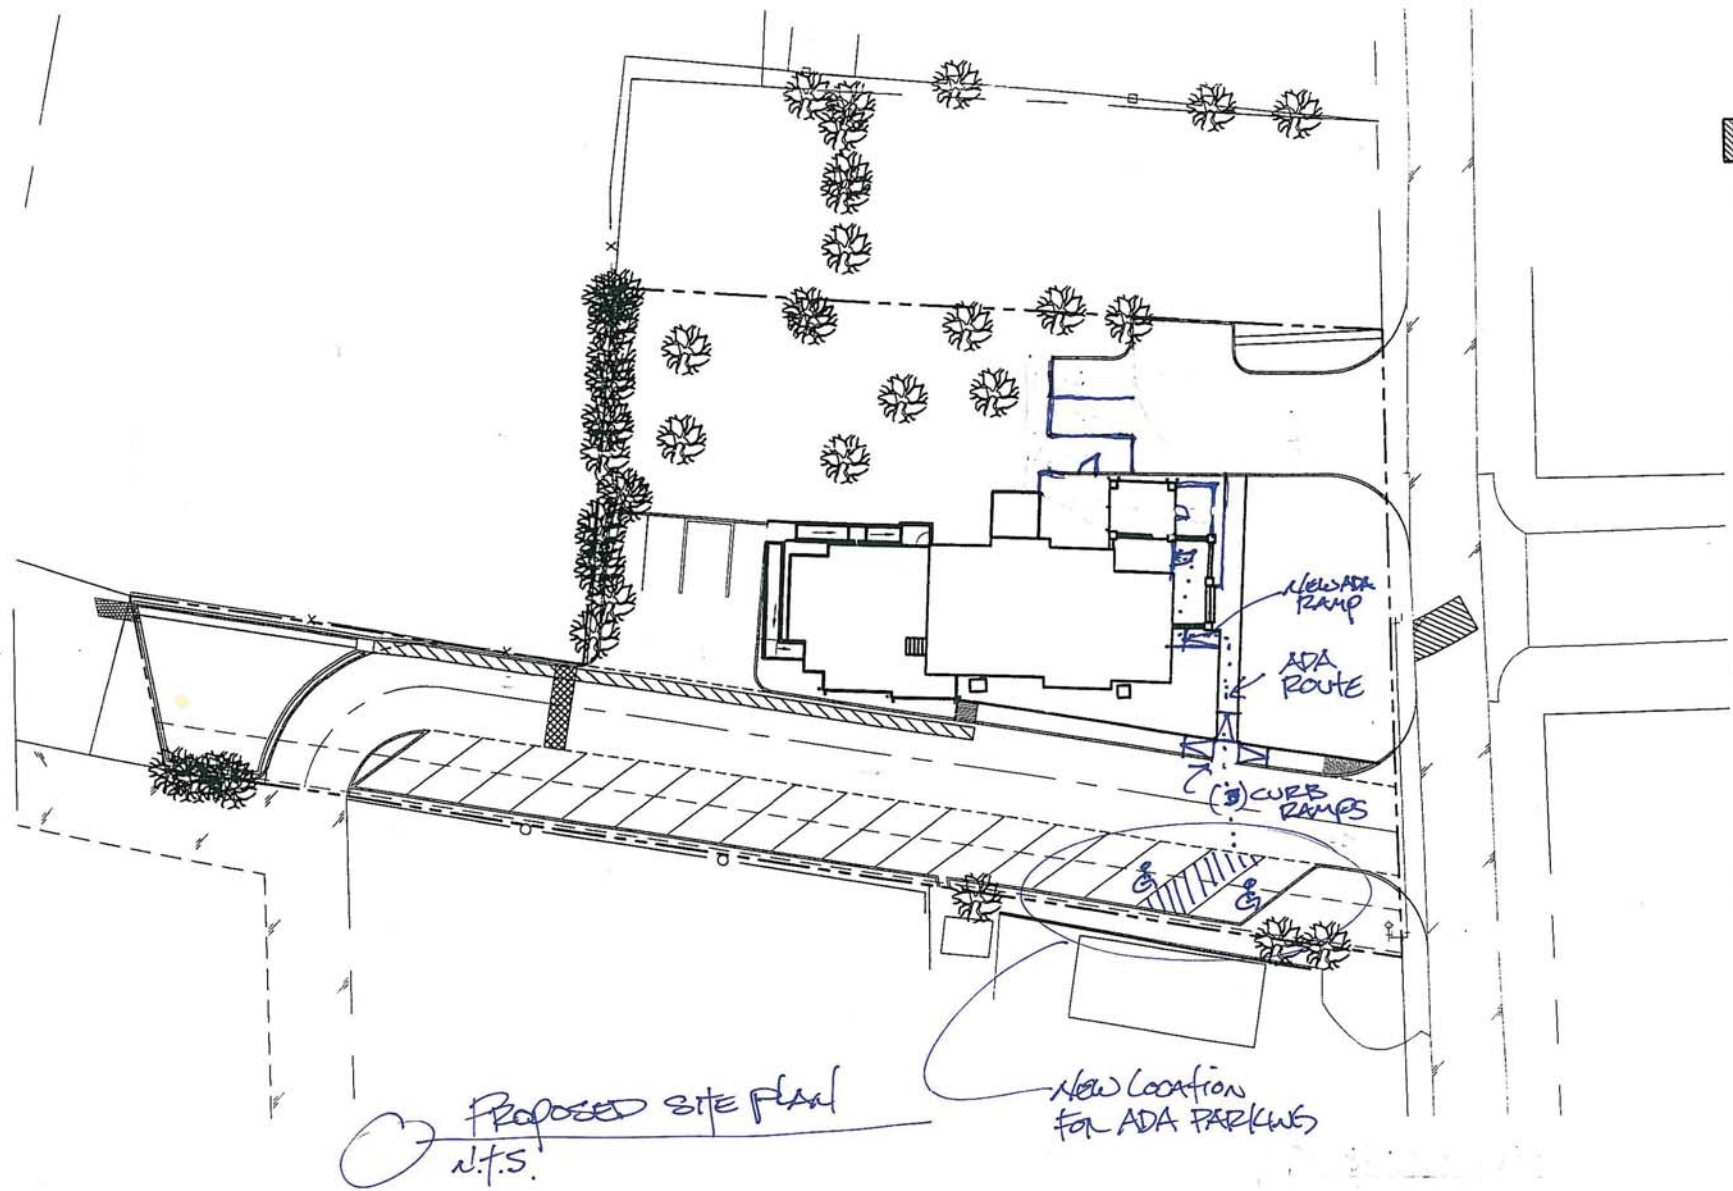 NEW ADA
RAMP
ADA
ROUTE
(3) CURB
RAMPS
PROPOSED SITE PLAN
N.T.S.
NEW LOCATION
FOR ADA PARKING